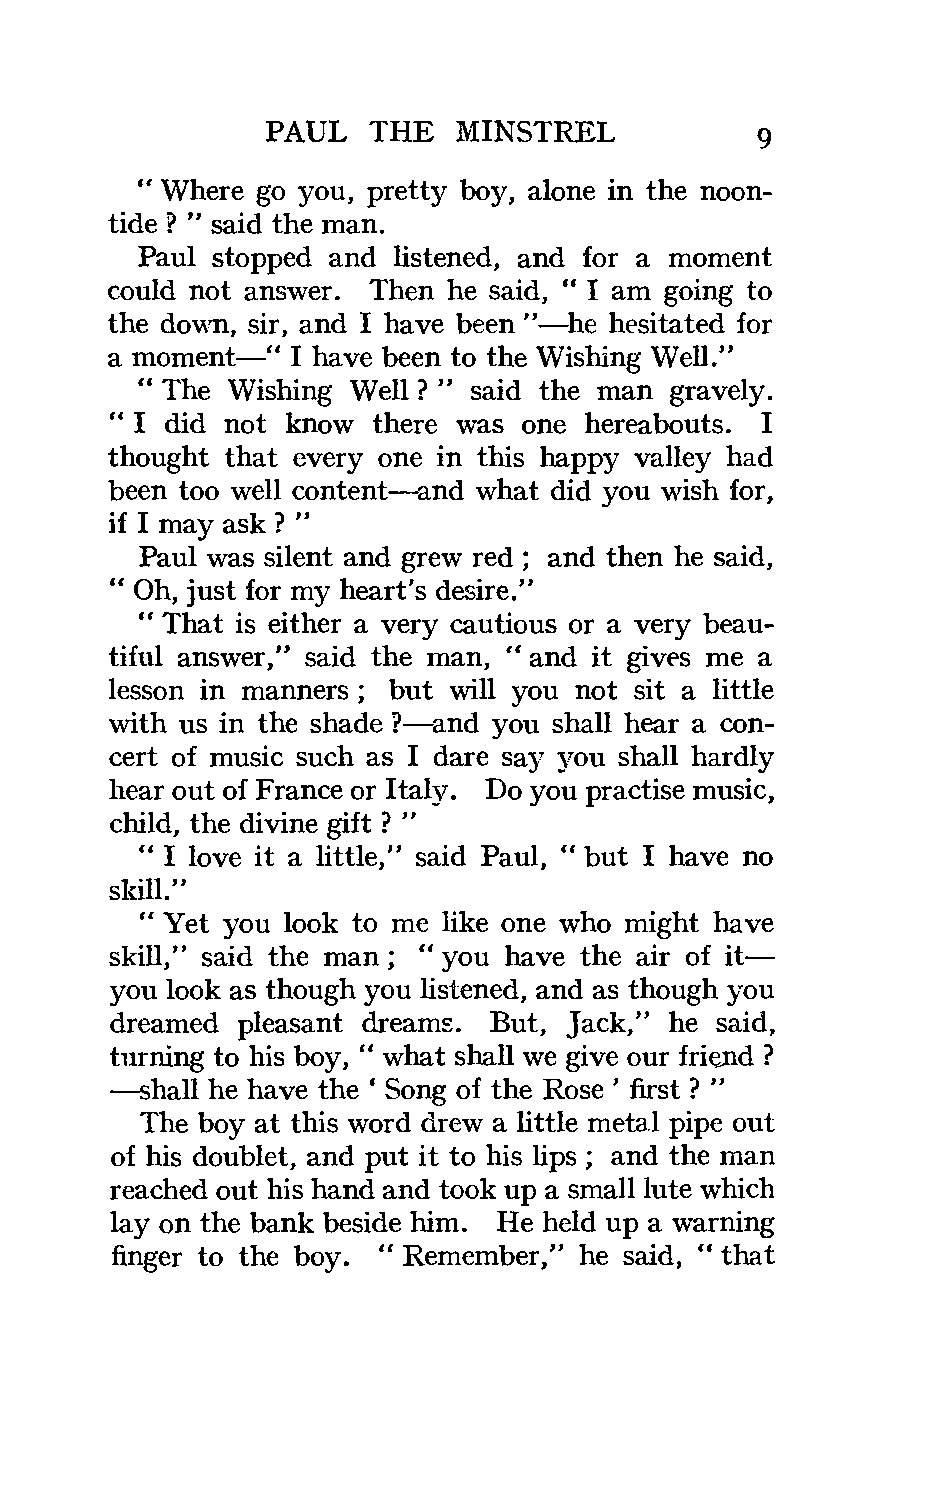 PAUL THE MINSTREL 9
" Where go you, pretty boy, alone in the noon-
tide ? " said the man.
Paul stopped and listened, and for a moment
could not answer. Then he said, " I am going to
the down, sir, and I have been "—he hesitated for
a moment—" I have been to the Wishing Well."
" The Wishing Well ? " said the man gravely.
" I did not know there was one hereabouts. I
thought that every one in this happy valley had
been too well content—and what did you wish for,
if I may ask ? "
Paul was silent and grew red ; and then he said,
" Oh, just for my heart's desire."
" That is either a very cautious or a very beau-
tiful answer," said the man, " and it gives me a
lesson in manners ; but will you not sit a little
with us in the shade ?—and you shall hear a con-
cert of music such as I dare say you shall hardly
hear out of France or Italy. Do you practise music,
child, the divine gift ? "
" I love it a little," said Paul, " but I have no
skill."
" Yet you look to me like one who might have
skill," said the man ; " you have the air of it—
you look as though you listened, and as though you
dreamed pleasant dreams. But, Jack," he said,
turning to his boy, " what shall we give our friend ?
—shall he have the ' Song of the Rose ' first ? "
The boy at this word drew a little metal pipe out
of his doublet, and put it to his lips ; and the man
reached out his hand and took up a small lute which
lay on the bank beside him. He held up a warning
finger to the boy. " Remember," he said, " that